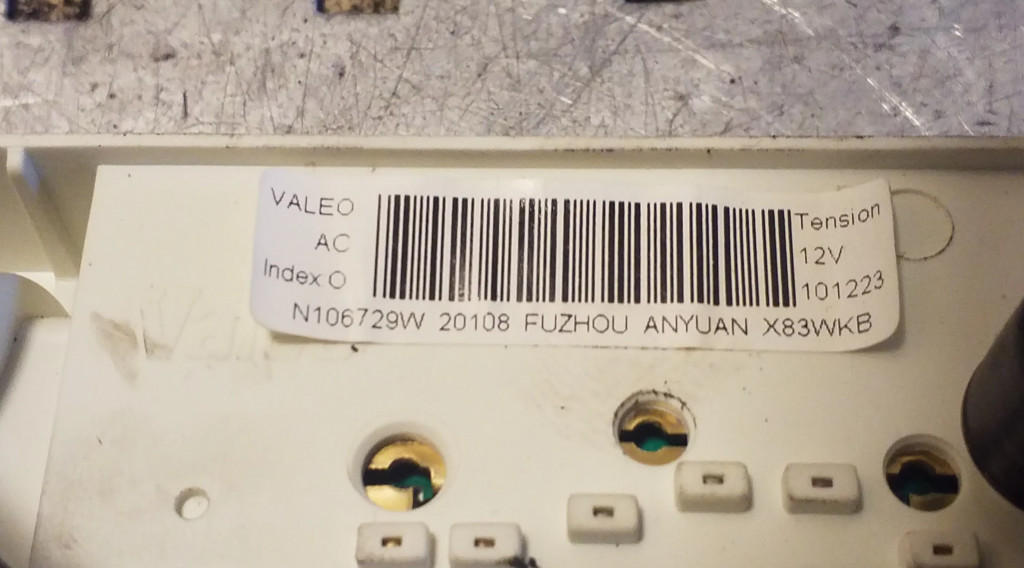 VALEO
AC
Index O
Tension
12V
101223
N106729W 20108 FUZHOU ANYUAN X83WKB